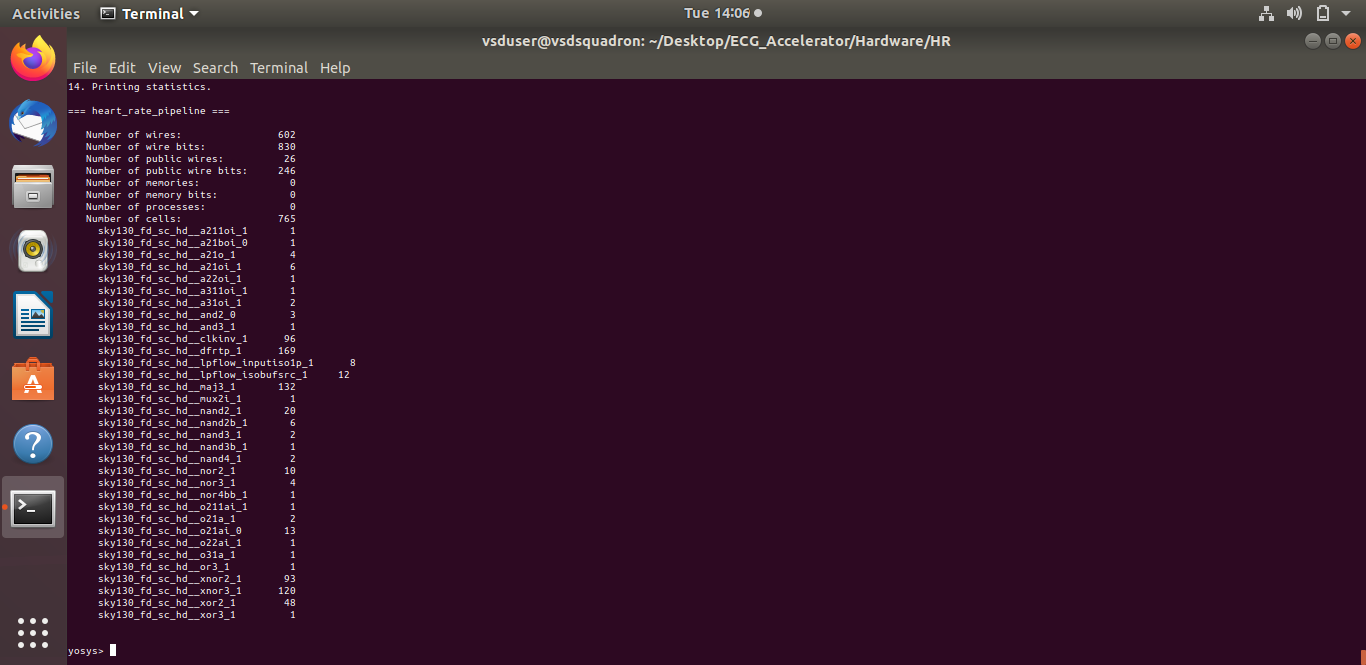 Activities Terminal Tue 14:06
vsduser@vsdsquadron: ~/Desktop/ECG_Accelerator/Hardware/HR
File Edit View Search Terminal Help
14. Printing statistics.
=== heart_rate_pipeline ===
Number of wires: 602
Number of wire bits: 830
Number of public wires: 26
Number of public wire bits: 246
Number of memories: 0
Number of memory bits: 0
Number of processes: 0
Number of cells: 765
sky130_fd_sc_hd__a211oi_1 1
sky130_fd_sc_hd__a21boi_0 1
sky130_fd_sc_hd__a21o_1 4
sky130_fd_sc_hd__a21oi_1 6
sky130_fd_sc_hd__a22oi_1 1
sky130_fd_sc_hd__a311oi_1 1
sky130_fd_sc_hd__a31oi_1 2
sky130_fd_sc_hd__and2_0 3
sky130_fd_sc_hd__and3_1 1
sky130_fd_sc_hd__clkinv_1 96
sky130_fd_sc_hd__dfrtp_1 169
sky130_fd_sc_hd__lpflow_inputiso1p_1 8
sky130_fd_sc_hd__lpflow_isobufsrc_1 12
sky130_fd_sc_hd__maj3_1 132
sky130_fd_sc_hd__mux2i_1 1
sky130_fd_sc_hd__nand2_1 20
sky130_fd_sc_hd__nand2b_1 6
sky130_fd_sc_hd__nand3_1 2
sky130_fd_sc_hd__nand3b_1 1
sky130_fd_sc_hd__nand4_1 2
sky130_fd_sc_hd__nor2_1 10
sky130_fd_sc_hd__nor3_1 4
sky130_fd_sc_hd__nor4bb_1 1
sky130_fd_sc_hd__o211ai_1 1
sky130_fd_sc_hd__o21a_1 2
sky130_fd_sc_hd__o21ai_0 13
sky130_fd_sc_hd__o22ai_1 1
sky130_fd_sc_hd__o31a_1 1
sky130_fd_sc_hd__or3_1 1
sky130_fd_sc_hd__xnor2_1 93
sky130_fd_sc_hd__xnor3_1 120
sky130_fd_sc_hd__xor2_1 48
sky130_fd_sc_hd__xor3_1 1
yosys>